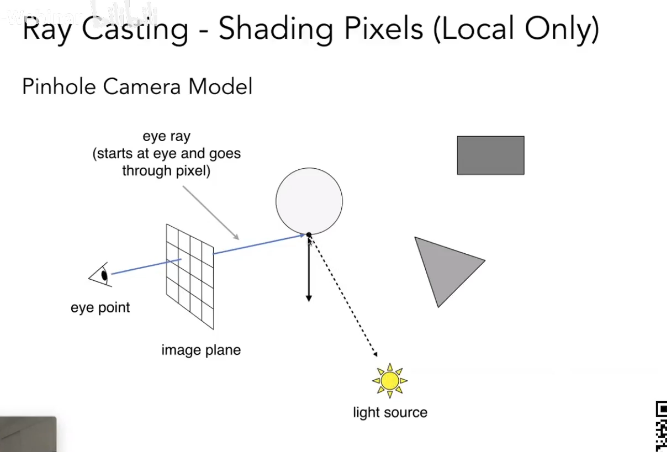 Ray Casting - Shading Pixels (Local Only)
Pinhole Camera Model
eye ray
(starts at eye and goes
through pixel)
eye point
image plane
light source